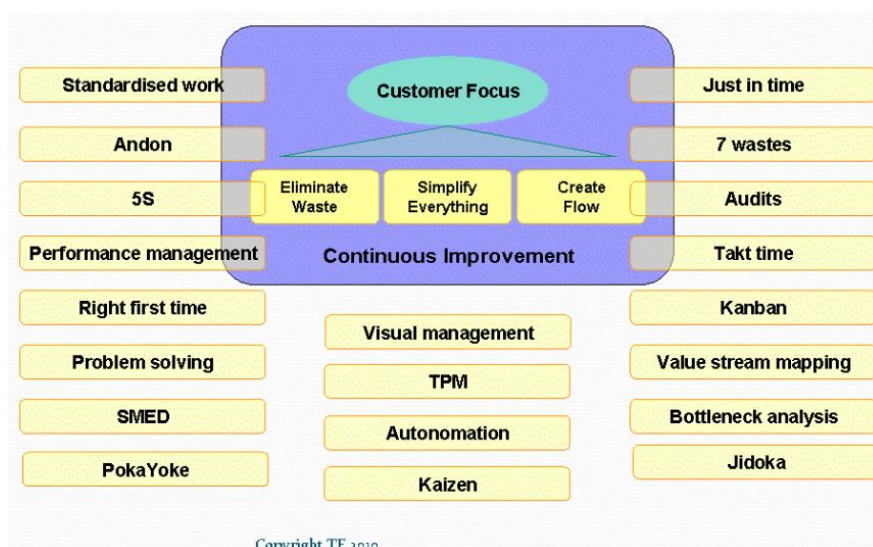 Customer Focus
Eliminate
Waste
Simplify
Everything
Create
Flow
Continuous Improvement
Standardised work
Andon
5S
Performance management
Right first time
Problem solving
SMED
PokaYoke
Visual management
TPM
Autonomation
Kaizen
Just in time
7 wastes
Audits
Takt time
Kanban
Value stream mapping
Bottleneck analysis
Jidoka
Copyright